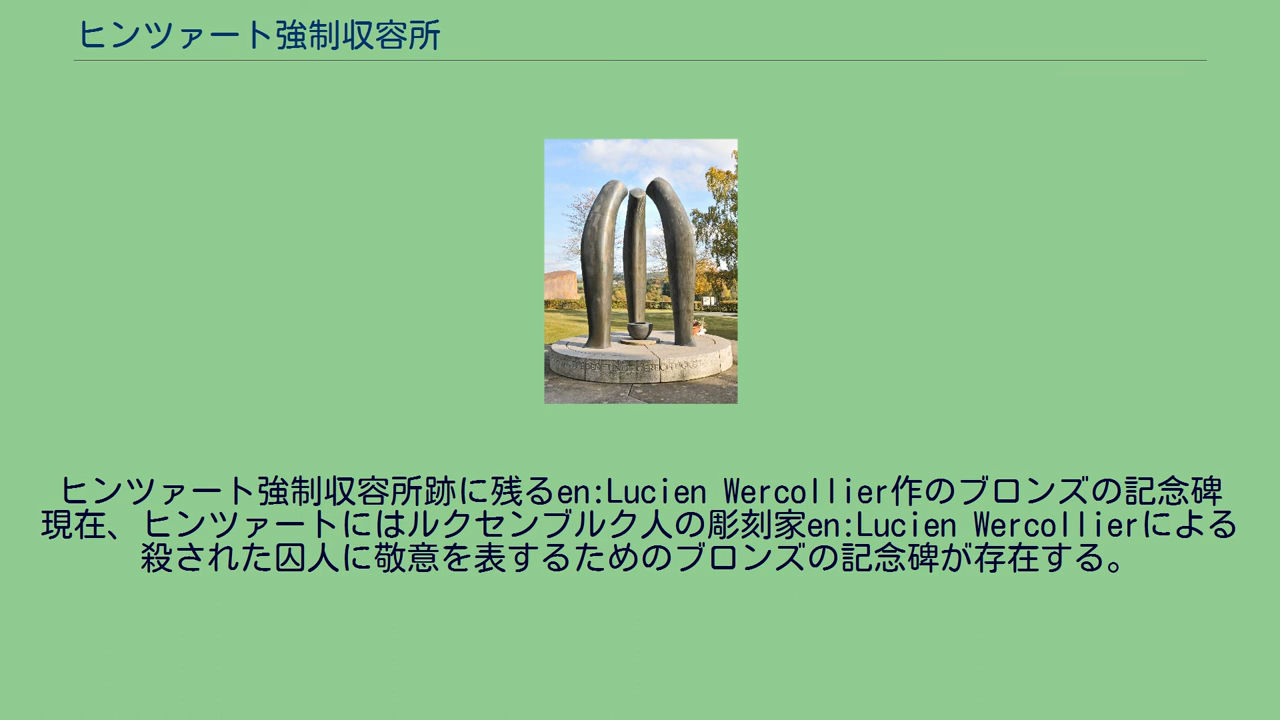 ヒンツァート強制収容所
ヒンツァート強制収容所跡に残るen:Lucien Wercollier作のブロンズの記念碑
現在、ヒンツァートにはルクセンブルク人の彫刻家en:Lucien Wercollierによる
殺された囚人に敬意を表するためのブロンズの記念碑が存在する。